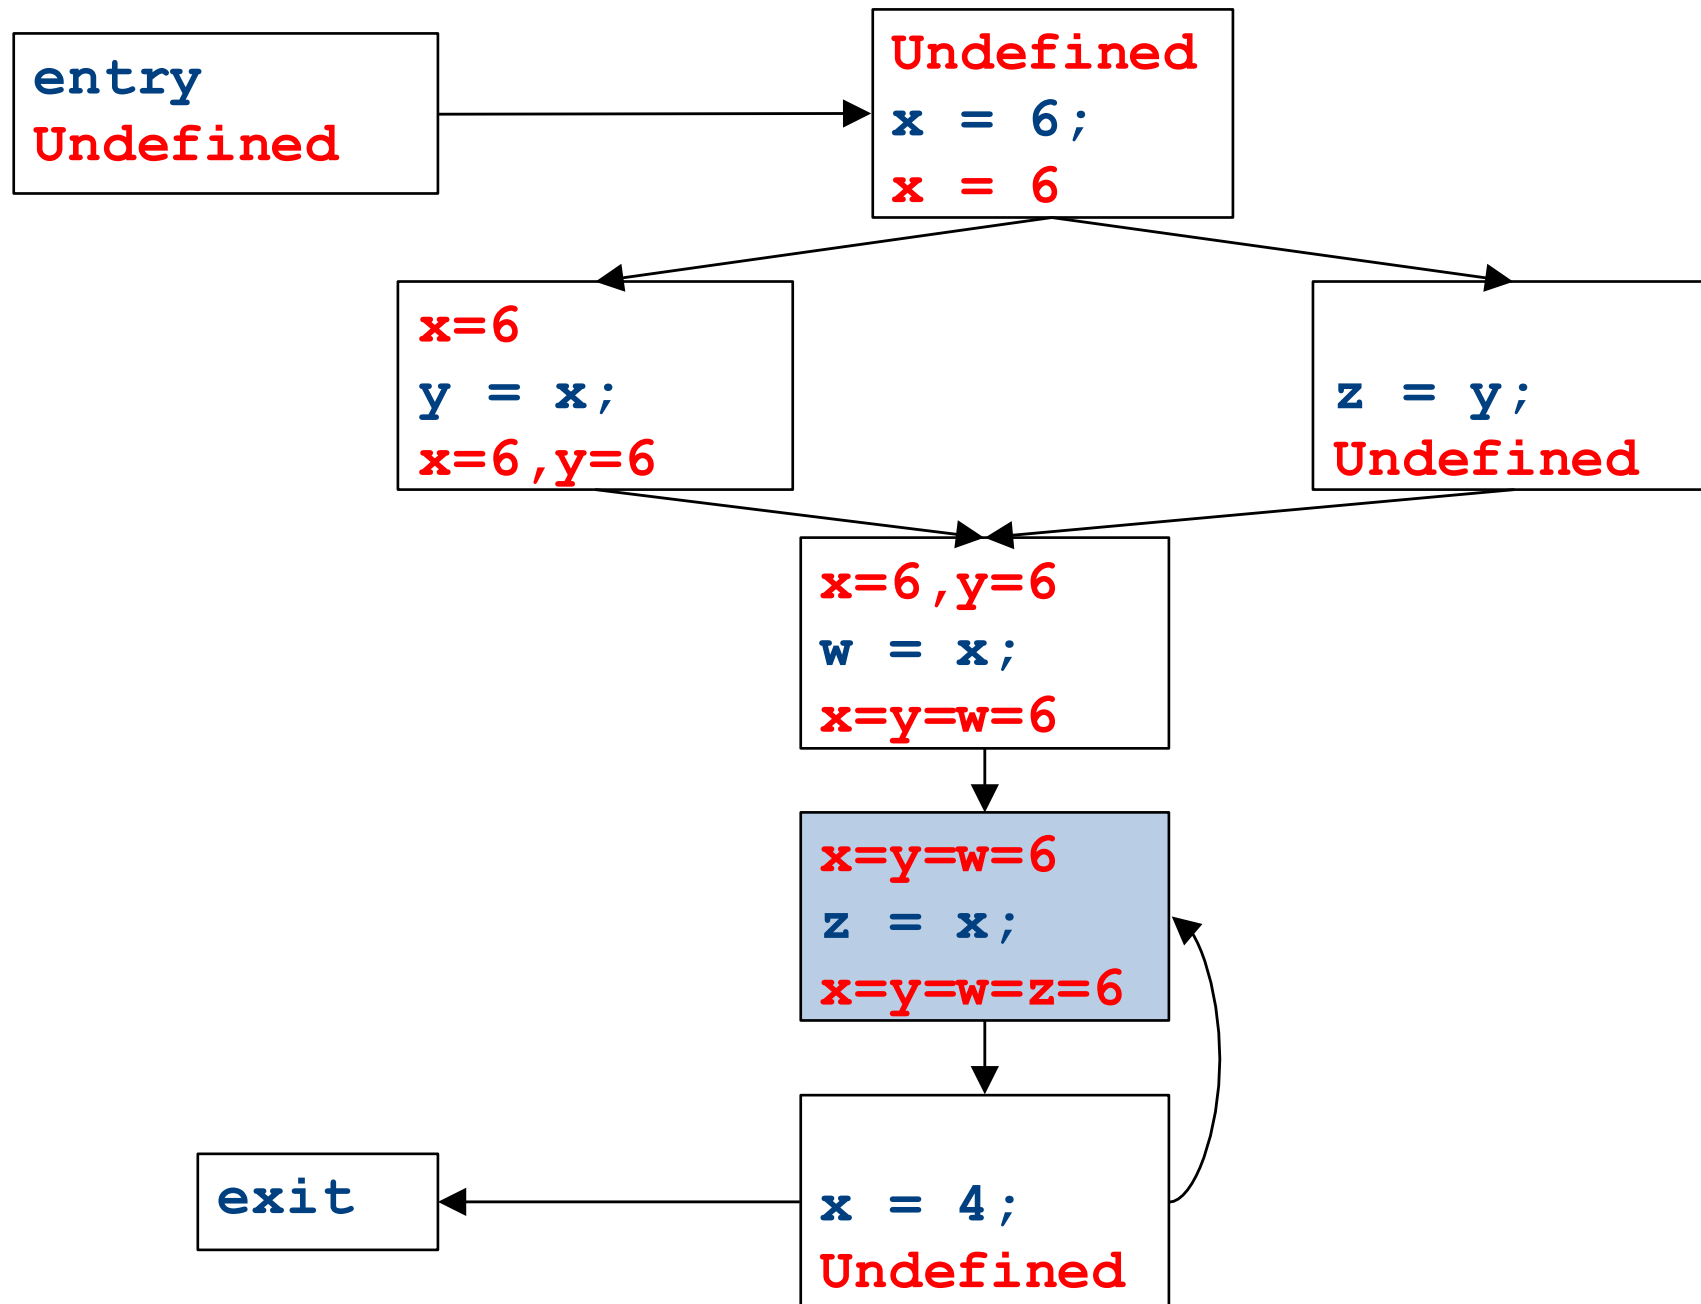 entry
Undefined
Undefined
x = 6;
x = 6
x=6
y = x;
x=6,y=6
z = y;
Undefined
x=6,y=6
w = x;
x=y=w=6
x=y=w=6
z = x;
x=y=w=z=6
exit
x = 4;
Undefined